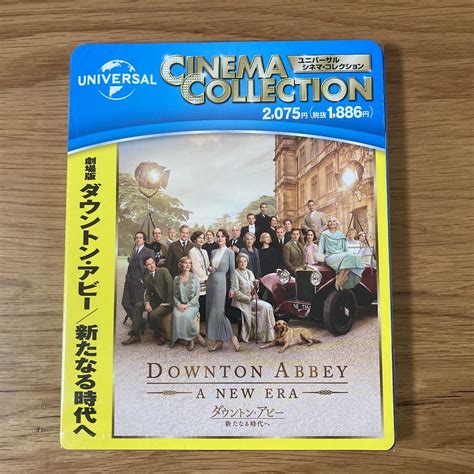 UNIVERSAL
CINEMA
COLLECTION
ユニバーサル
シネマ・コレクション
2,075円(税抜1,886円)
劇場版 ダウントン・アビー/新たなる時代へ
DOWNTON ABBEY
A NEW ERA
ダウントン・アビー
新たなる時代へ